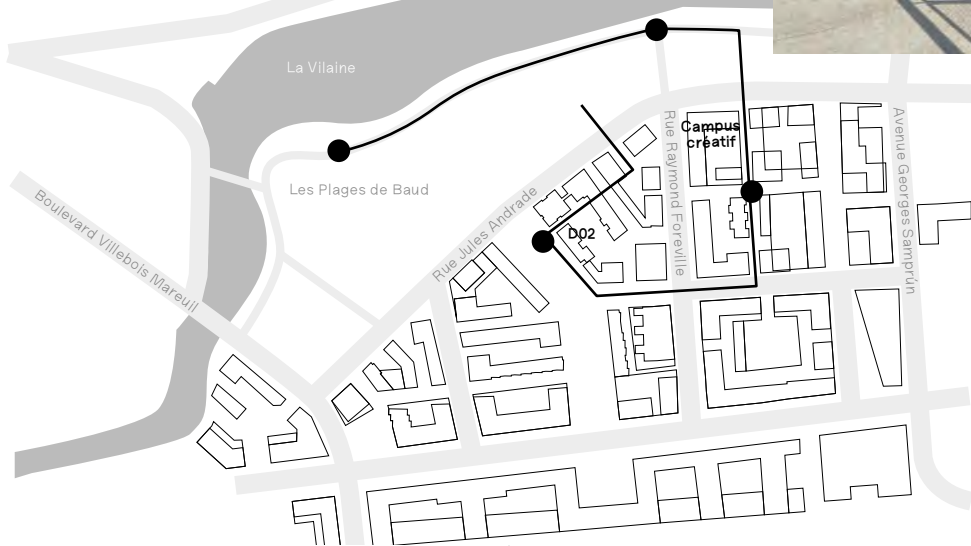 La Vilaine
Campus
créatif
Les Plages de Baud
Boulevard Villebois Mareuil
Rue Jules Andrade
Rue Raymond Foreville
Avenue Georges Samprún
D02